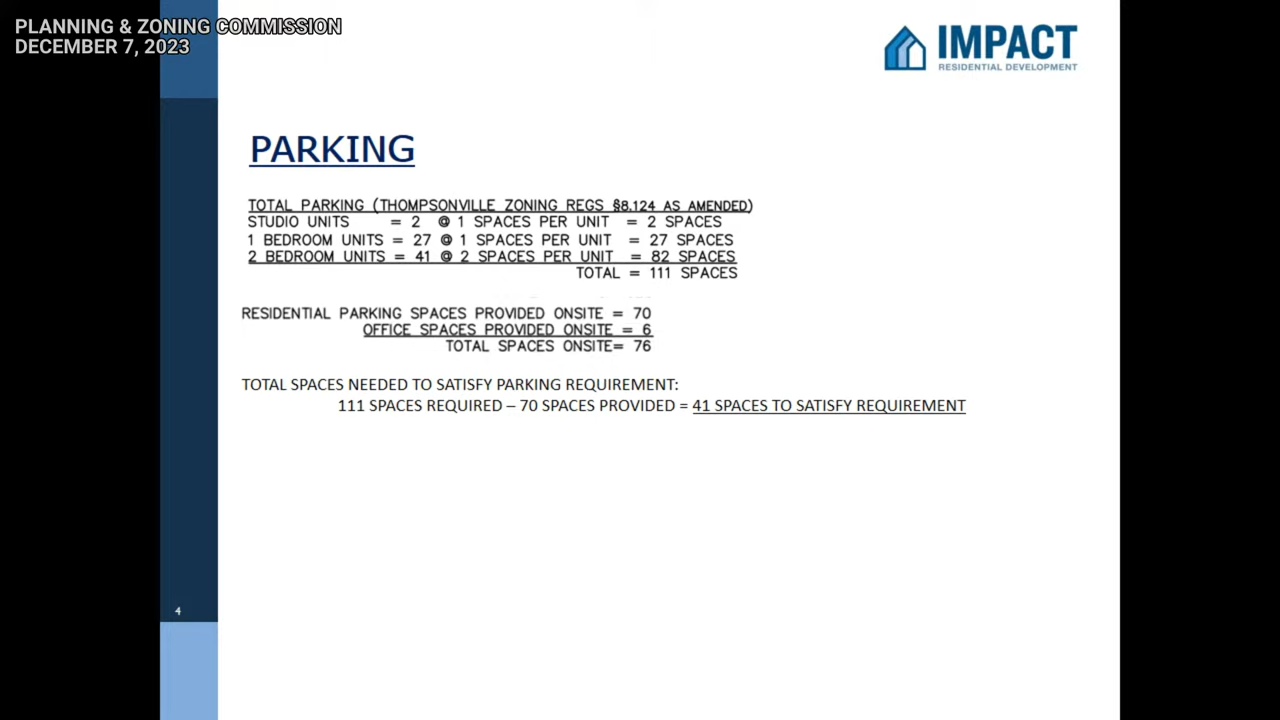 PLANNING & ZONING COMMISSION
DECEMBER 7, 2023
IMPACT
RESIDENTIAL DEVELOPMENT
PARKING
TOTAL PARKING (THOMPSONVILLE ZONING REGS §8.124 AS AMENDED)
STUDIO UNITS = 2 @ 1 SPACES PER UNIT = 2 SPACES
1 BEDROOM UNITS = 27 @ 1 SPACES PER UNIT = 27 SPACES
2 BEDROOM UNITS = 41 @ 2 SPACES PER UNIT = 82 SPACES
TOTAL = 111 SPACES
RESIDENTIAL PARKING SPACES PROVIDED ONSITE = 70
OFFICE SPACES PROVIDED ONSITE = 6
TOTAL SPACES ONSITE= 76
TOTAL SPACES NEEDED TO SATISFY PARKING REQUIREMENT:
111 SPACES REQUIRED – 70 SPACES PROVIDED = 41 SPACES TO SATISFY REQUIREMENT
4